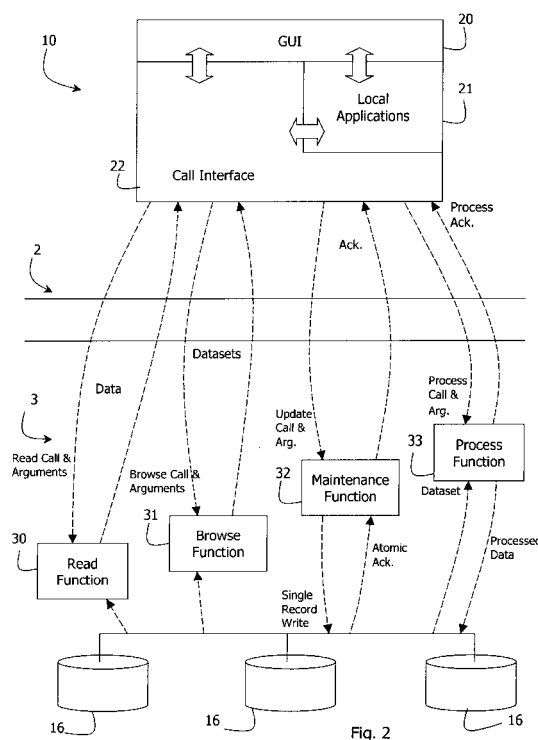 10
20
GUI
21
Local
Applications
22
Call Interface
Process
Ack.
Ack.
2
Datasets
Data
Process
Call &
Arg.
3
Update
Call &
Arg.
33
Process
Function
Read Call &
Arguments
Browse Call &
Arguments
32
Maintenance
Function
Dataset
31
Browse
Function
30
Read
Function
Atomic
Ack.
Processed
Data
Single
Record
Write
16
16
16
Fig. 2